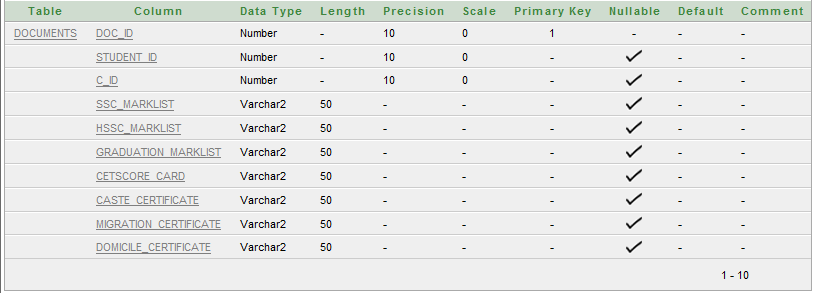 Table Column Data Type Length Precision Scale Primary Key Nullable Default Comment
DOCUMENTS DOC_ID Number - 10 0 1 - - -
STUDENT_ID Number - 10 0 - ✓ - -
C_ID Number - 10 0 - ✓ - -
SSC_MARKLIST Varchar2 50 - - - ✓ - -
HSSC_MARKLIST Varchar2 50 - - - ✓ - -
GRADUATION_MARKLIST Varchar2 50 - - - ✓ - -
CETSCORE_CARD Varchar2 50 - - - ✓ - -
CASTE_CERTIFICATE Varchar2 50 - - - ✓ - -
MIGRATION_CERTIFICATE Varchar2 50 - - - ✓ - -
DOMICILE_CERTIFICATE Varchar2 50 - - - ✓ - -
1 - 10